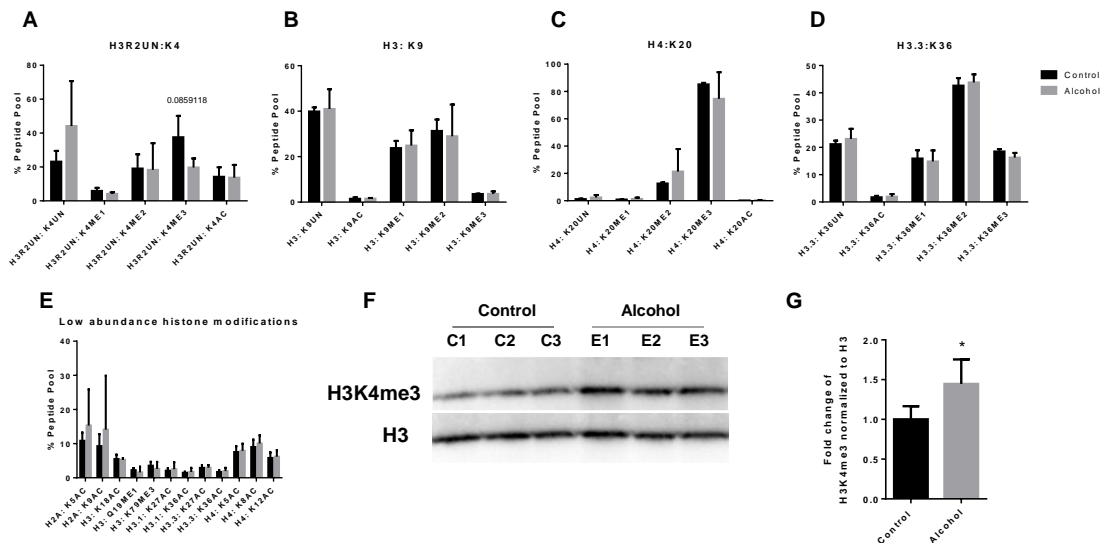 A
H3R2UN:K4
% Peptide Pool
80
60
40
20
0
0.0859118
H3R2UN: K4UN
H3R2UN: K4ME1
H3R2UN: K4ME2
H3R2UN: K4ME3
H3R2UN: K4AC
B
H3: K9
% Peptide Pool
60
40
20
0
H3: K9UN
H3: K9AC
H3: K9ME1
H3: K9ME2
H3: K9ME3
C
H4:K20
% Peptide Pool
100
80
60
40
20
0
H4: K20UN
H4: K20ME1
H4: K20ME2
H4: K20ME3
H4: K20AC
D
H3.3:K36
% Peptide Pool
50
40
30
20
10
0
H3.3: K36UN
H3.3: K36AC
H3.3: K36ME1
H3.3: K36ME2
H3.3: K36ME3
Control
Alcohol
E
Low abundance histone modifications
% Peptide Pool
40
30
20
10
0
H2A: K5AC
H2A: K9AC
H3: K18AC
H3: Q19ME1
H3: K79ME3
H3.1: K27AC
H3.1: K36AC
H3.3: K27AC
H3.3: K36AC
H4: K5AC
H4: K8AC
H4: K12AC
F
Control Alcohol
C1 C2 C3 E1 E2 E3
H3K4me3
H3
G
Fold change of
H3K4me3 normalized to H3
2.0
1.5
1.0
0.5
0.0
*
Control
Alcohol